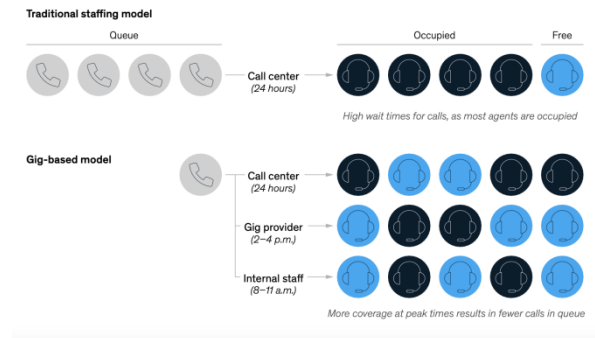 Traditional staffing model
Queue
Occupied
Free
Call center
(24 hours)
High wait times for calls, as most agents are occupied
Gig-based model
Call center
(24 hours)
Gig provider
(2–4 p.m.)
Internal staff
(8–11 a.m.)
More coverage at peak times results in fewer calls in queue